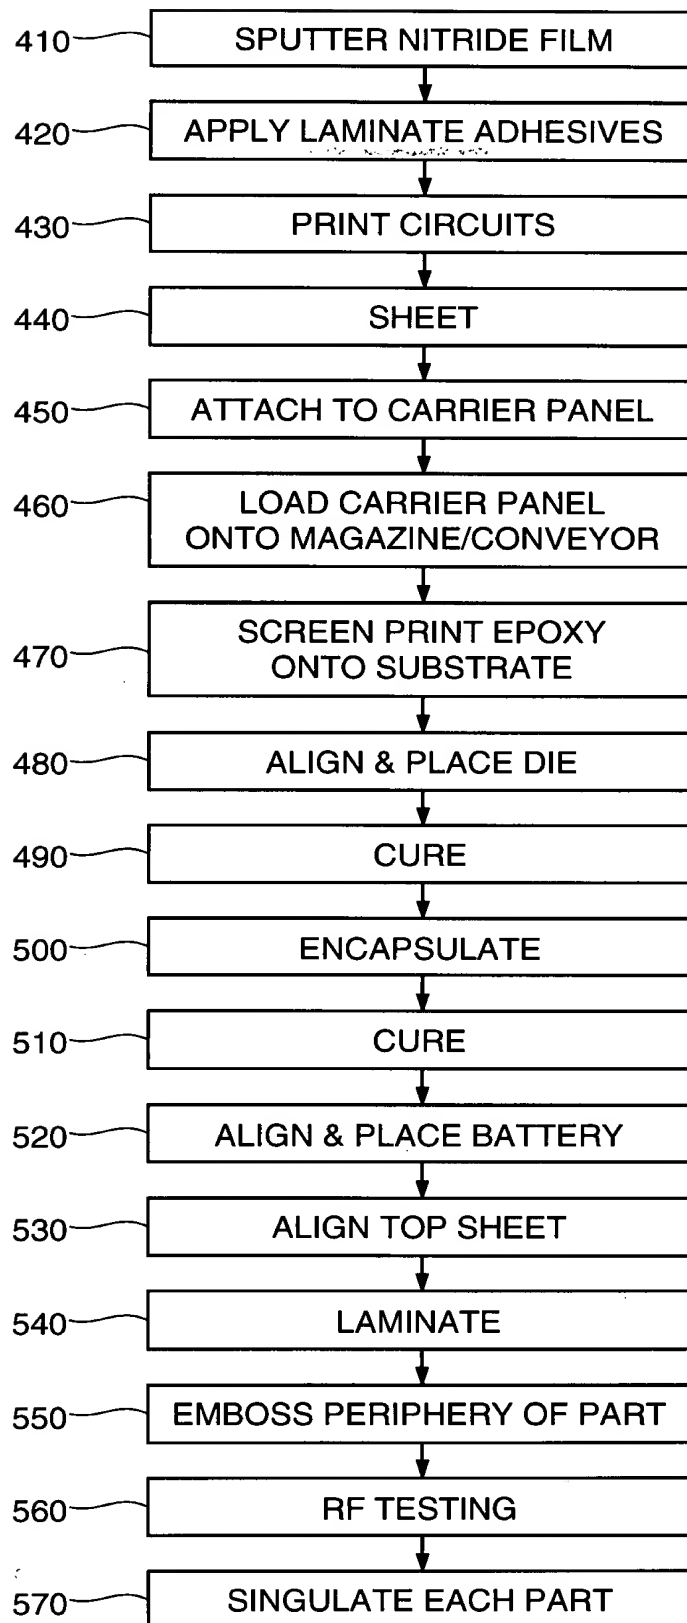 410 SPUTTER NITRIDE FILM
420 APPLY LAMINATE ADHESIVES
430 PRINT CIRCUITS
440 SHEET
450 ATTACH TO CARRIER PANEL
460 LOAD CARRIER PANEL
ONTO MAGAZINE/CONVEYOR
470 SCREEN PRINT EPOXY
ONTO SUBSTRATE
480 ALIGN & PLACE DIE
490 CURE
500 ENCAPSULATE
510 CURE
520 ALIGN & PLACE BATTERY
530 ALIGN TOP SHEET
540 LAMINATE
550 EMBOSS PERIPHERY OF PART
560 RF TESTING
570 SINGULATE EACH PART